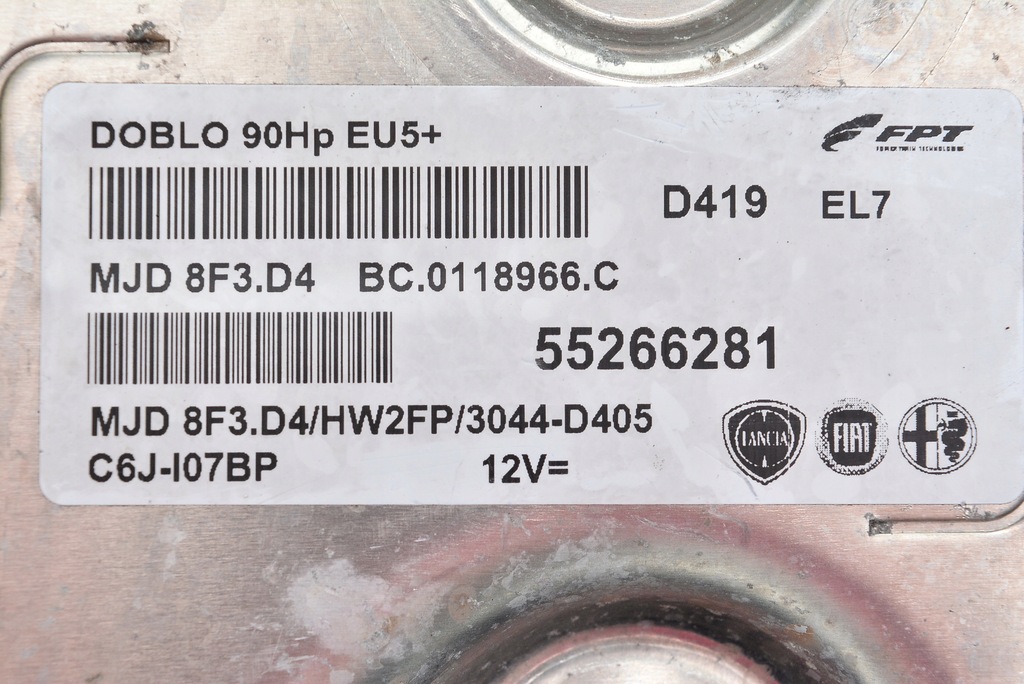 DOBLO 90Hp EU5+
FPT
D419 EL7
MJD 8F3.D4 BC.0118966.C
55266281
MJD 8F3.D4/HW2FP/3044-D405
C6J-I07BP 12V=
LANCIA FIAT